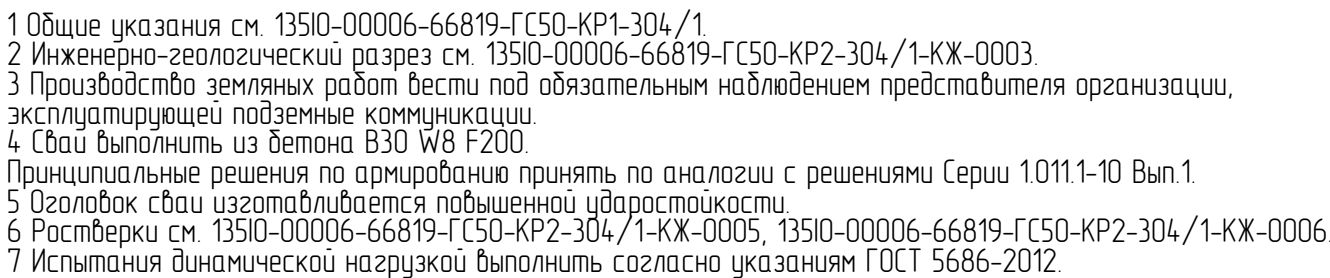 1 Общие указания см. 1351О-00006-66819-ГС50-КР1-304/1.
2 Инженерно-геологический разрез см. 1351О-00006-66819-ГС50-КР2-304/1-КЖ-0003.
3 Производство земляных работ вести под обязательным наблюдением представителя организации,
эксплуатирующей подземные коммуникации.
4 Сваи выполнить из бетона В30 W8 F200.
Принципиальные решения по армированию принять по аналогии с решениями Серии 1.011.1-10 Вып.1.
5 Оголовок сваи изготавливается повышенной ударостойкости.
6 Ростверки см. 1351О-00006-66819-ГС50-КР2-304/1-КЖ-0005, 1351О-00006-66819-ГС50-КР2-304/1-КЖ-0006.
7 Испытания динамической нагрузкой выполнить согласно указаниям ГОСТ 5686-2012.